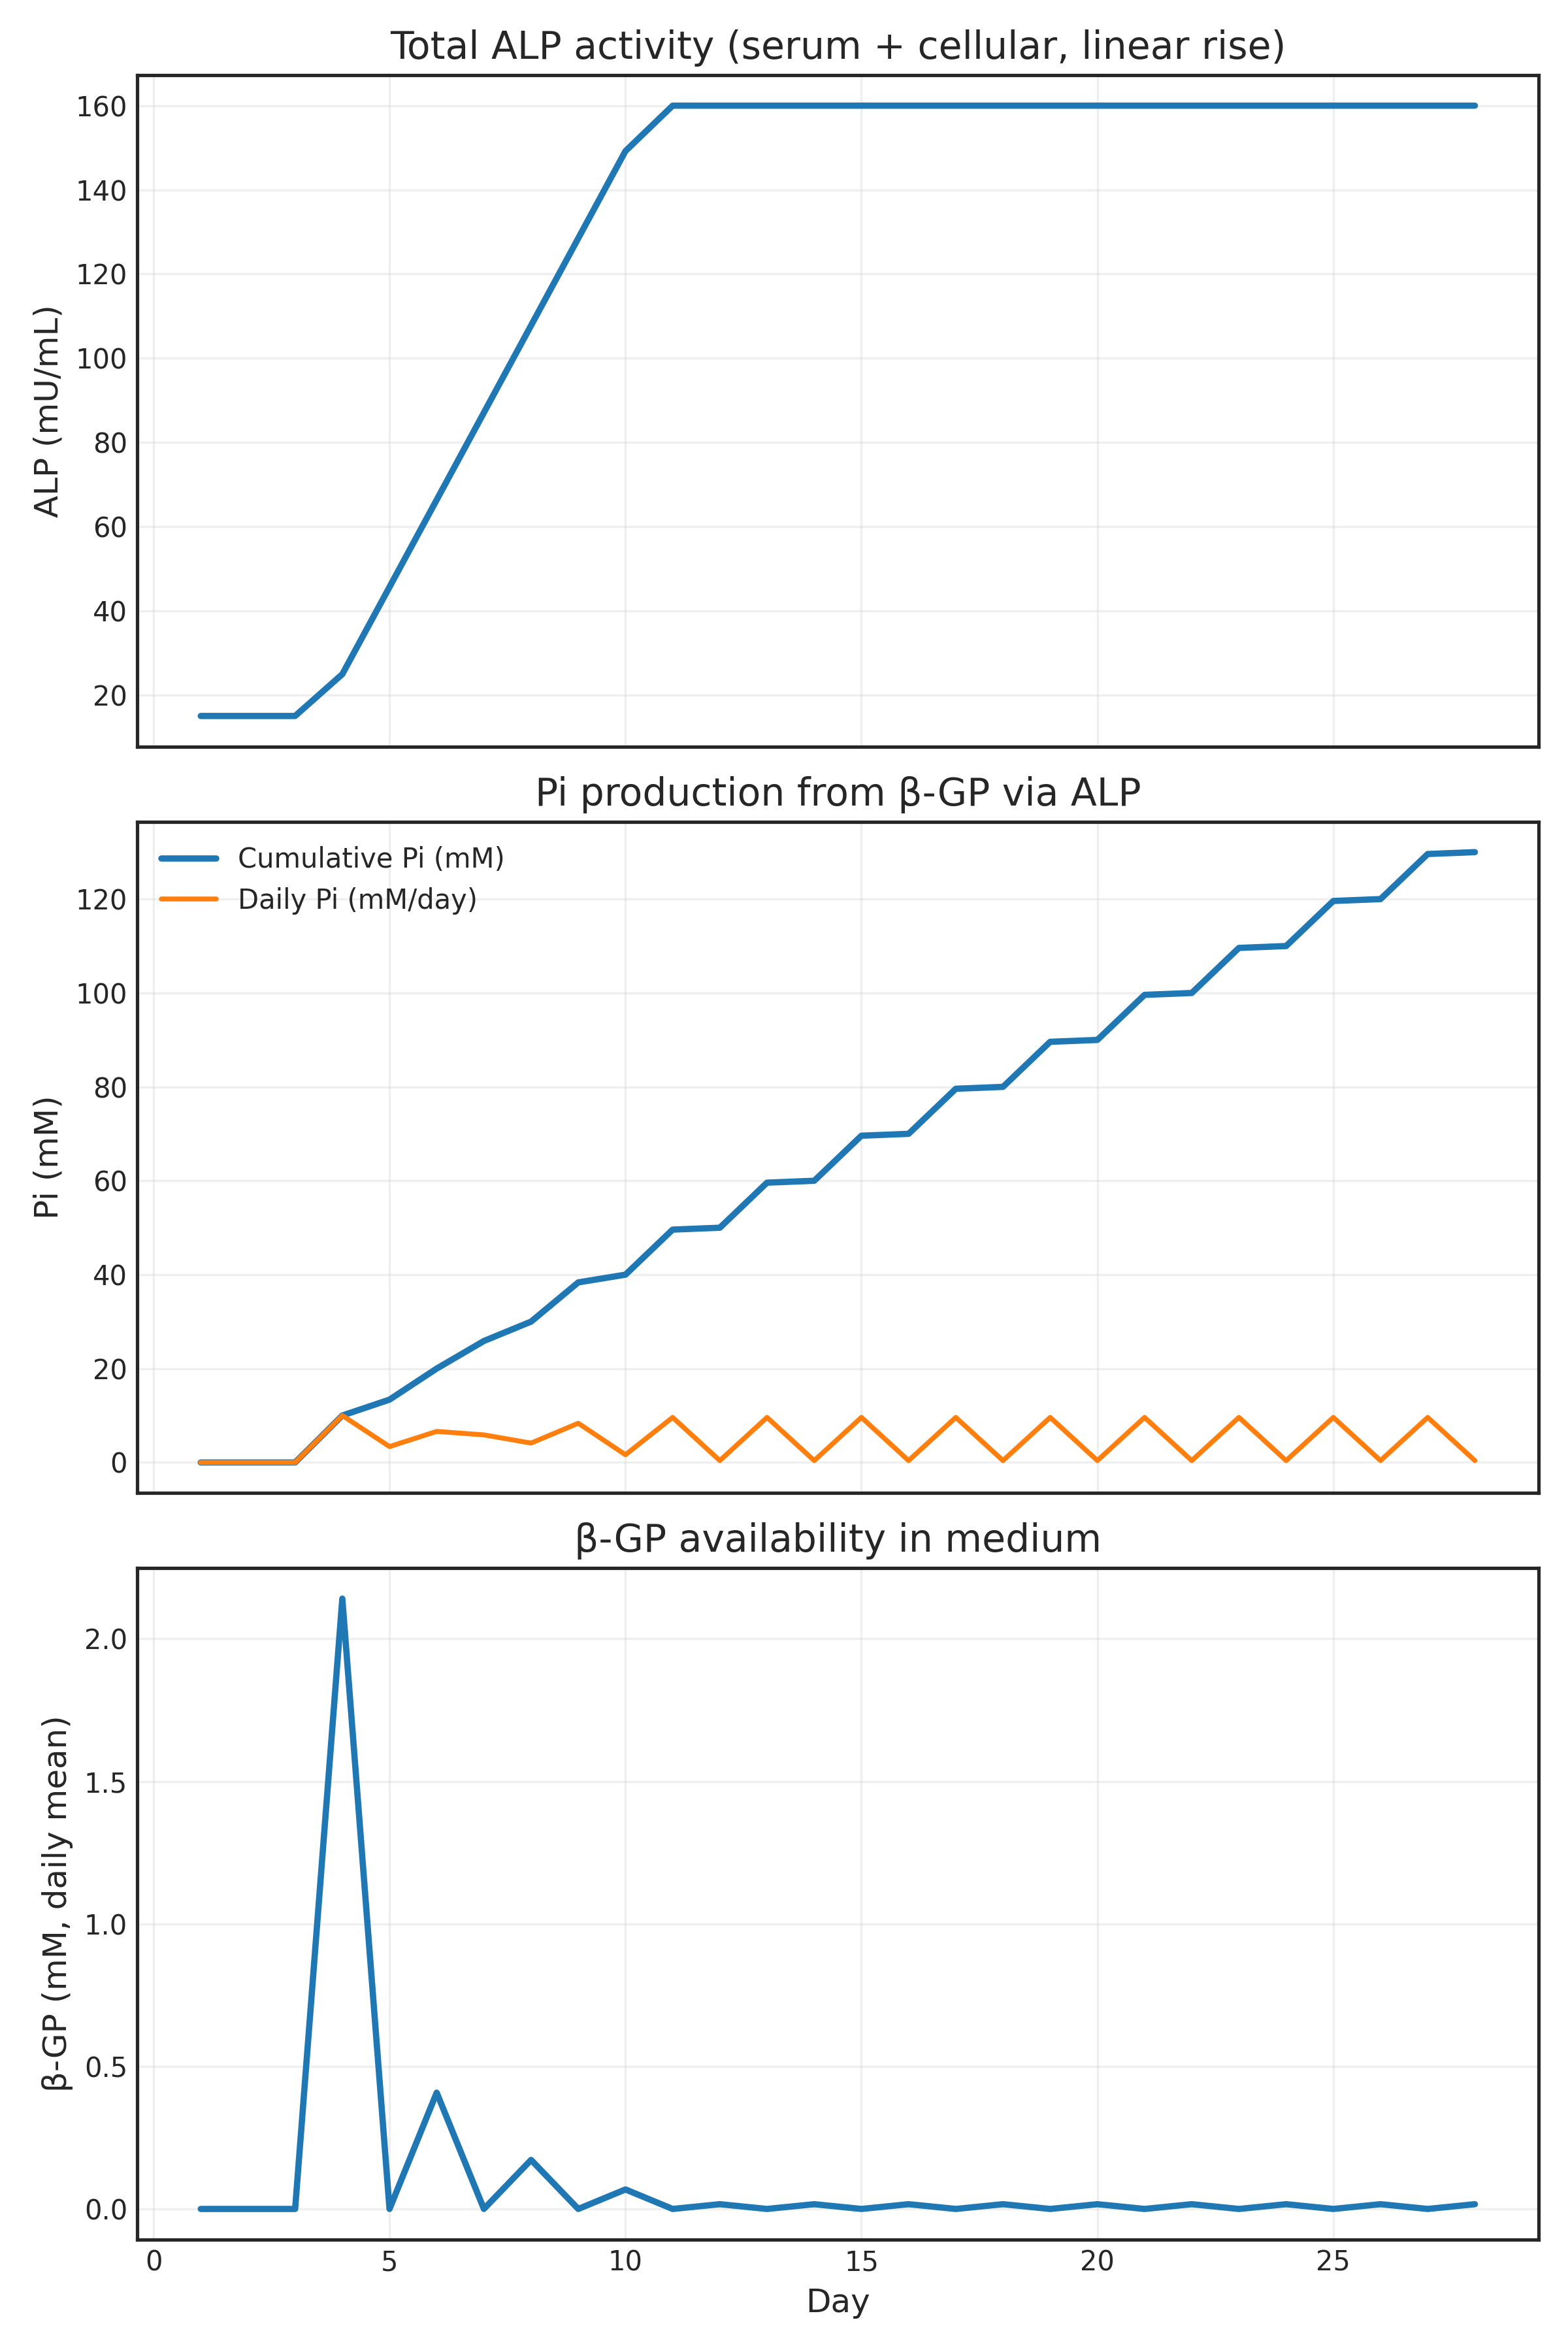 Total ALP activity (serum + cellular, linear rise)
160
140
120
100
80
60
40
20
ALP (mU/mL)
Pi production from β-GP via ALP
Cumulative Pi (mM)
Daily Pi (mM/day)
120
100
80
60
40
20
0
Pi (mM)
β-GP availability in medium
2.0
1.5
1.0
0.5
0.0
β-GP (mM, daily mean)
0 5 10 15 20 25
Day